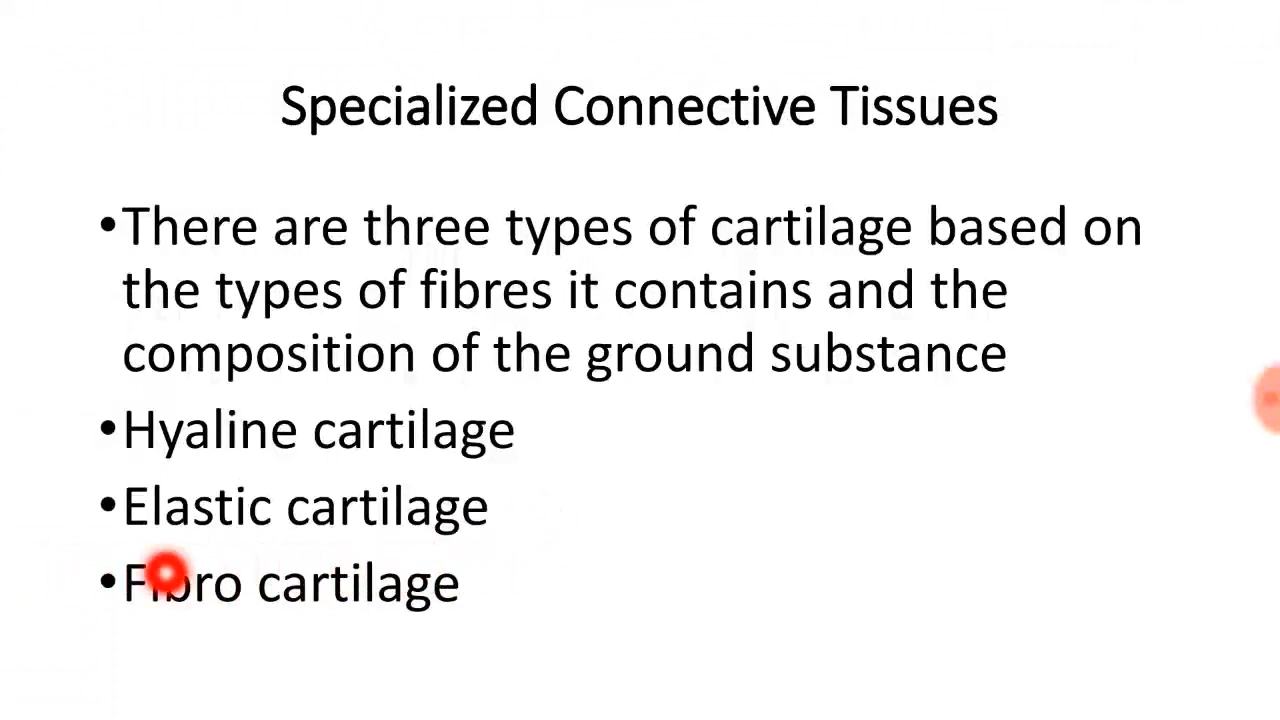 Specialized Connective Tissues
•There are three types of cartilage based on
the types of fibres it contains and the
composition of the ground substance
•Hyaline cartilage
•Elastic cartilage
•Fibro cartilage